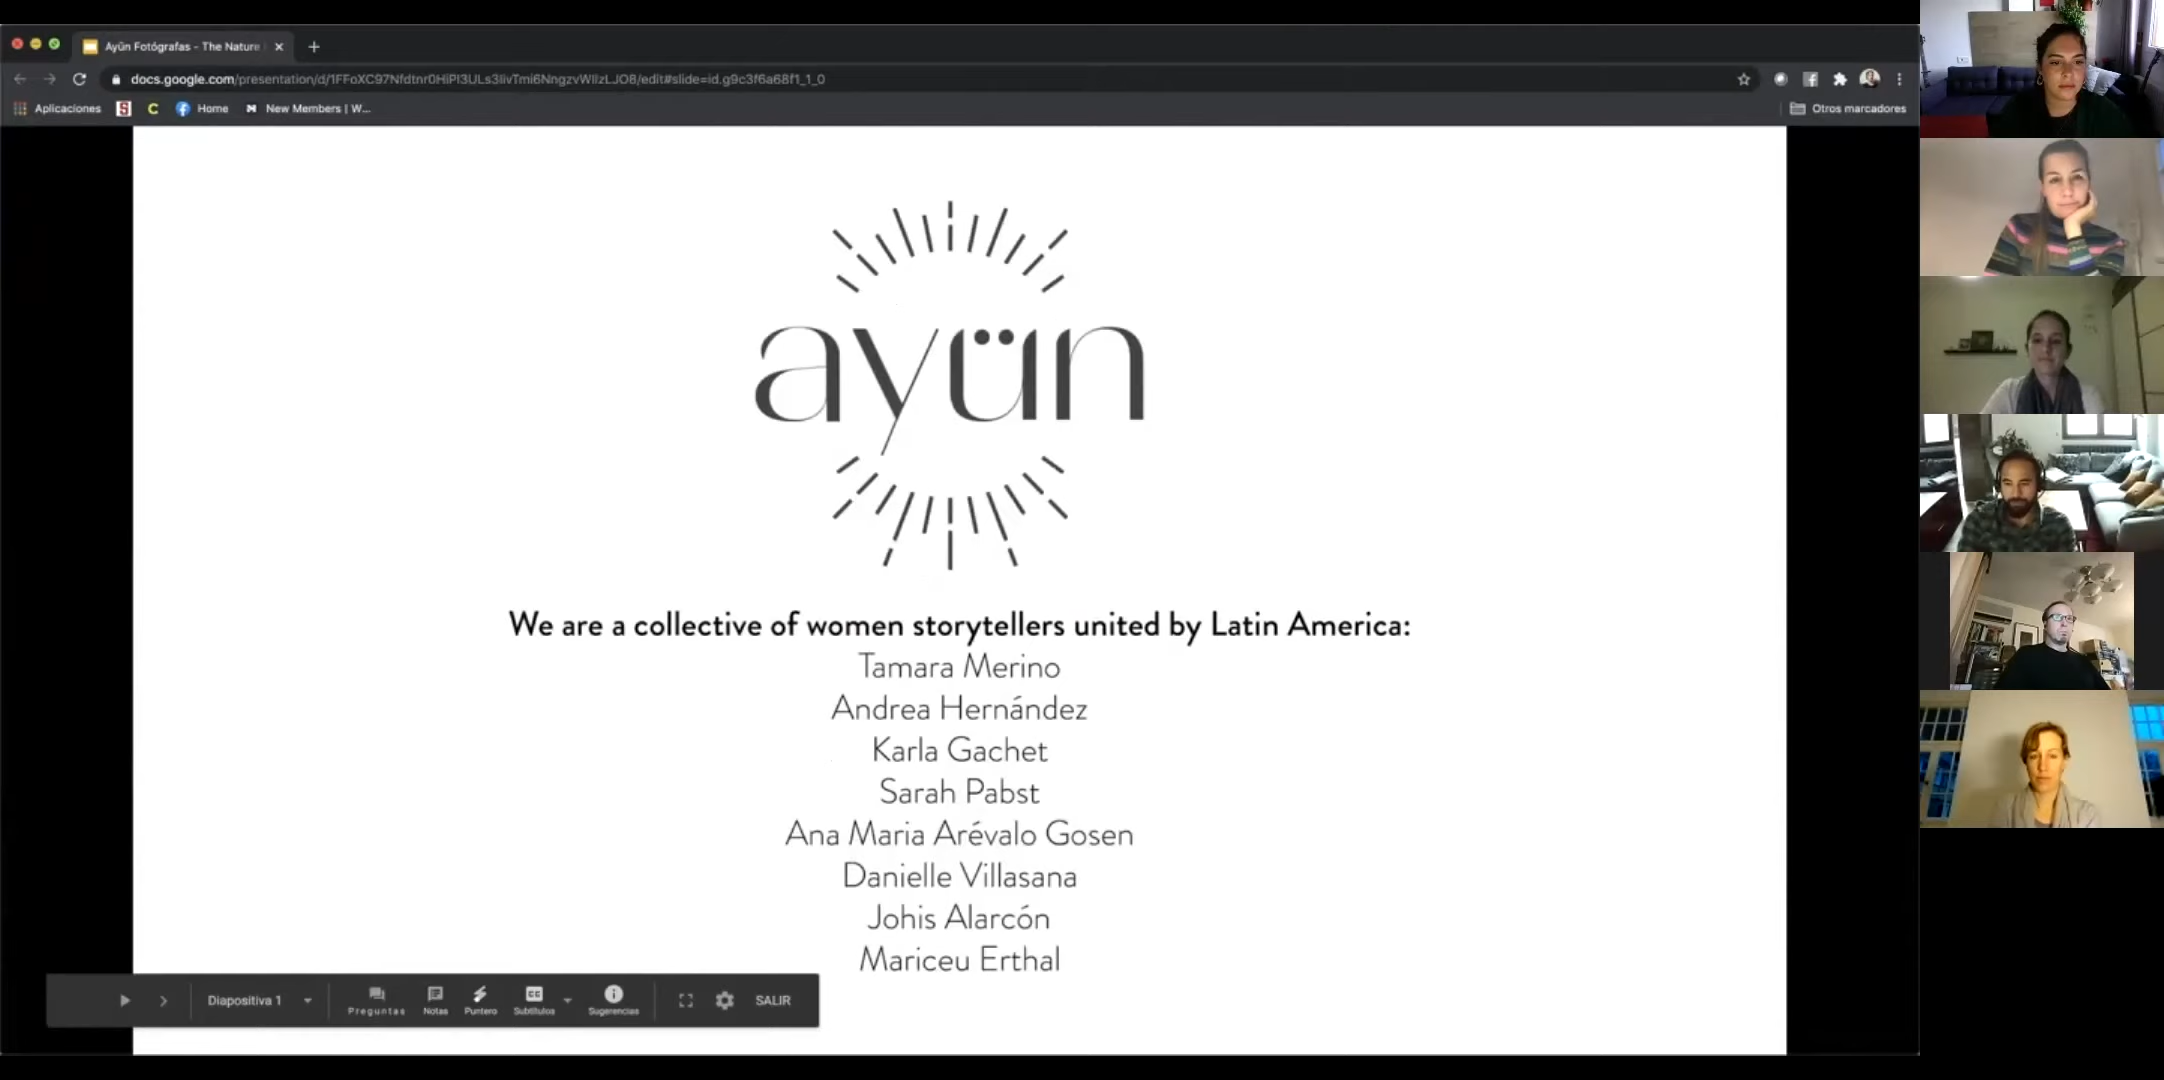 Ayün Fotógrafas - The Nature
docs.google.com/presentation/d/1FFoXC97Nfdtnr0HiPI3ULs3IivTmi6NngzvWIIzLJO8/edit#slide=id.g9c3f6a68f1_1_0
Aplicaciones
Home
New Members | W...
Otros marcadores
ayün
We are a collective of women storytellers united by Latin America:
Tamara Merino
Andrea Hernández
Karla Gachet
Sarah Pabst
Ana Maria Arévalo Gosen
Danielle Villasana
Johis Alarcón
Mariceu Erthal
Diapositiva 1
Preguntas
Notas
Puntero
Subtítulos
Sugerencias
SALIR